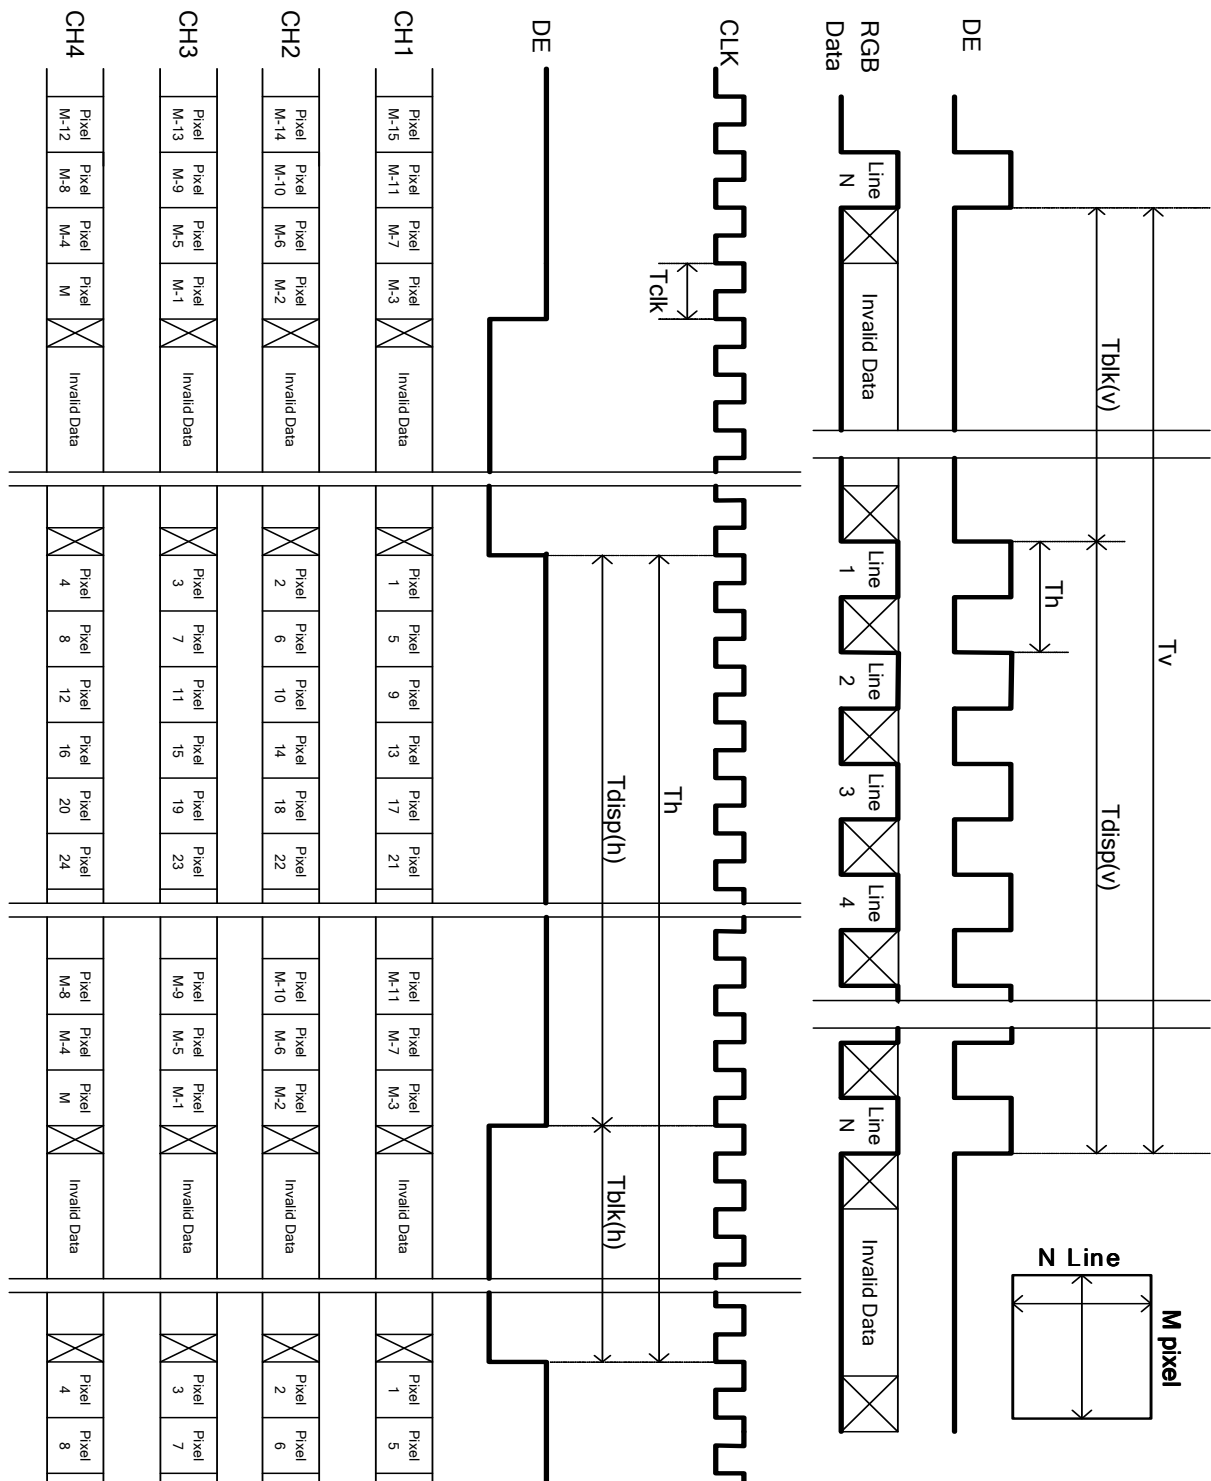 Tv
Tblk(v)
Tdisp(v)
Th
DE
RGB
Data
Line
N
Invalid Data
Line
1
Line
2
Line
3
Line
4
Line
N
Invalid Data
M pixel
N Line
CLK
Tclk
Th
Tdisp(h)
Tblk(h)
DE
CH1
Pixel
M-15
Pixel
M-11
Pixel
M-7
Pixel
M-3
Invalid Data
Pixel
1
Pixel
5
Pixel
9
Pixel
13
Pixel
17
Pixel
21
Pixel
M-11
Pixel
M-7
Pixel
M-3
Invalid Data
Pixel
1
Pixel
5
CH2
Pixel
M-14
Pixel
M-10
Pixel
M-6
Pixel
M-2
Invalid Data
Pixel
2
Pixel
6
Pixel
10
Pixel
14
Pixel
18
Pixel
22
Pixel
M-10
Pixel
M-6
Pixel
M-2
Invalid Data
Pixel
2
Pixel
6
CH3
Pixel
M-13
Pixel
M-9
Pixel
M-5
Pixel
M-1
Invalid Data
Pixel
3
Pixel
7
Pixel
11
Pixel
15
Pixel
19
Pixel
23
Pixel
M-9
Pixel
M-5
Pixel
M-1
Invalid Data
Pixel
3
Pixel
7
CH4
Pixel
M-12
Pixel
M-8
Pixel
M-4
Pixel
M
Invalid Data
Pixel
4
Pixel
8
Pixel
12
Pixel
16
Pixel
20
Pixel
24
Pixel
M-8
Pixel
M-4
Pixel
M
Invalid Data
Pixel
4
Pixel
8